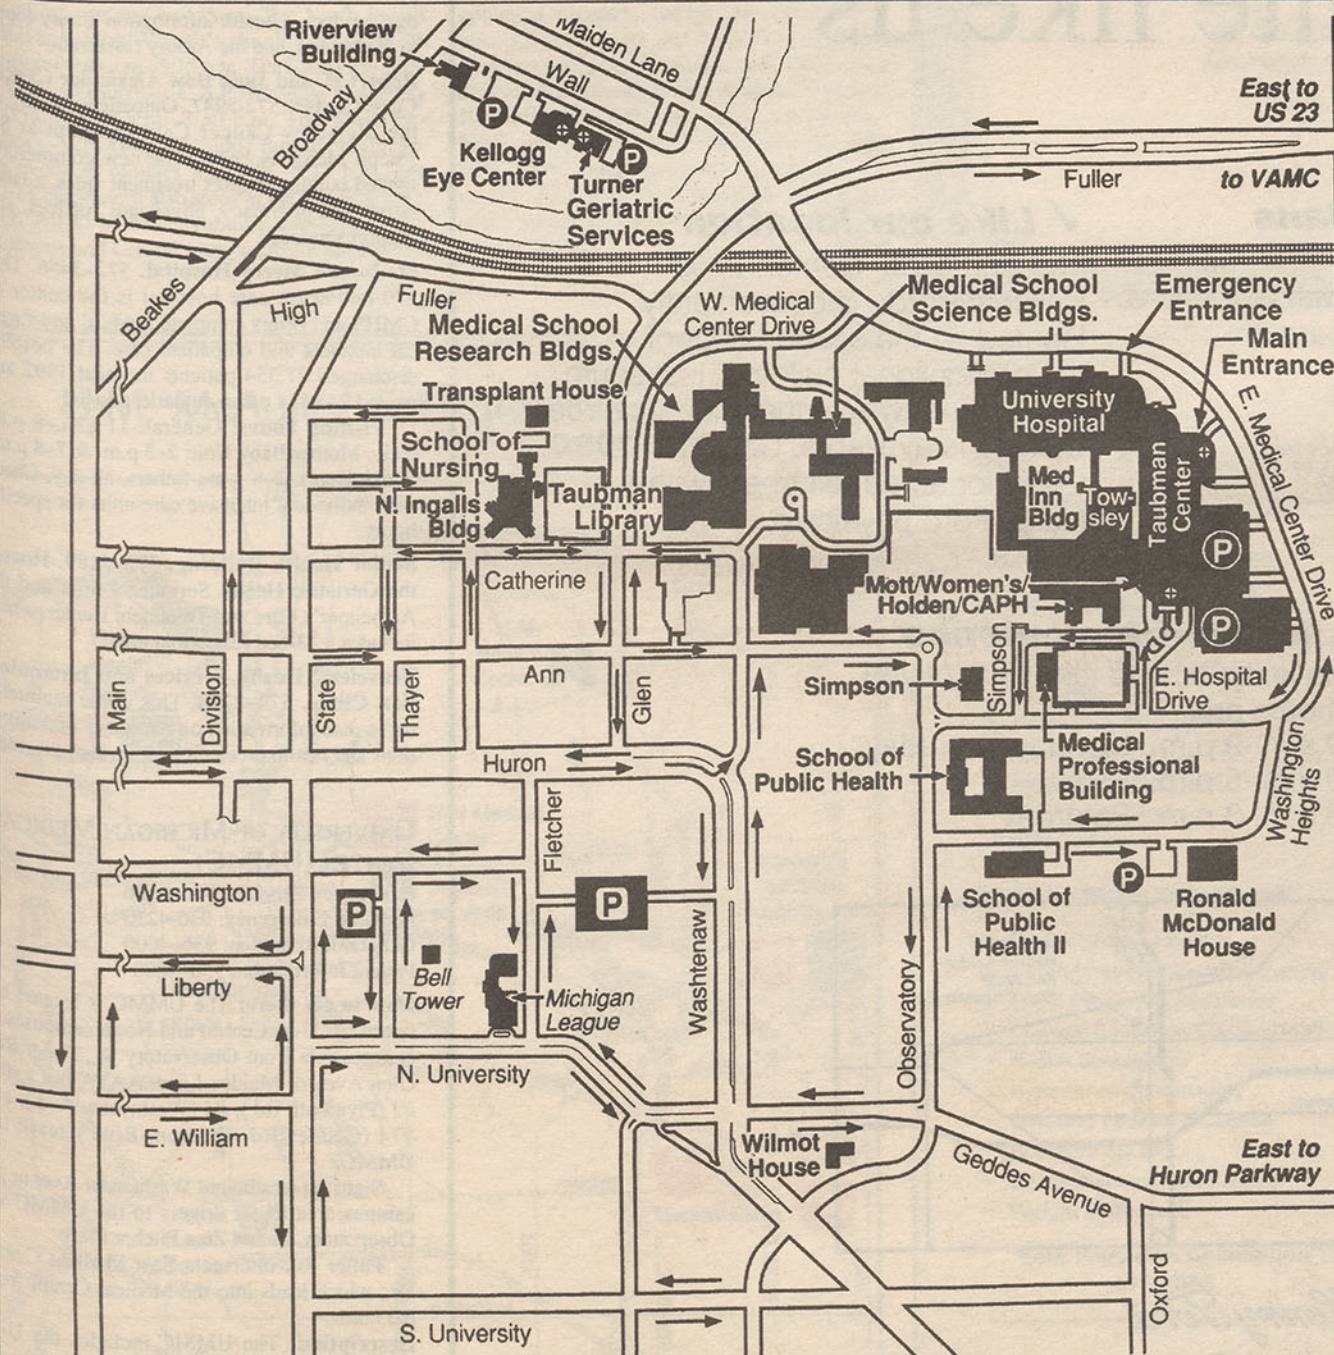 Riverview
Building
Maiden Lane
Wall
Broadway
P
Kellogg
Eye Center
P
Turner
Geriatric
Services
East to
US 23
Fuller
to VAMC
Beakes
High
Fuller
W. Medical
Center Drive
Medical School
Science Bldgs.
Emergency
Entrance
Main
Entrance
Medical School
Research Bldgs.
Transplant House
School of
Nursing
N. Ingalls
Bldg
Taubman
Library
University
Hospital
Med
Inn
Bldg
Tow-
sley
Taubman
Center
P
P
E. Medical Center Drive
Catherine
Mott/Women's/
Holden/CAPH
Main
Division
State
Thayer
Ann
Glen
Simpson
Simpson
E. Hospital
Drive
Huron
School of
Public Health
Medical
Professional
Building
Washington
Heights
Fletcher
Washington
P
P
School of
Public
Health II
P
Ronald
McDonald
House
Liberty
Bell
Tower
Michigan
League
Washtenaw
Observatory
N. University
E. William
Wilmot
House
Geddes Avenue
East to
Huron Parkway
Oxford
S. University